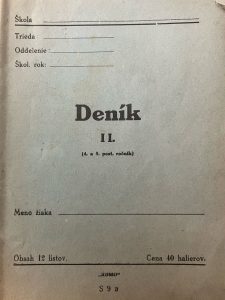 Škola
Trieda
Oddelenie:
Škol. rok:
Deník
II.
(4. a 5. post. ročník)
Meno žiaka
Obsah 12 listov. Cena 40 halierov.
S 9 a